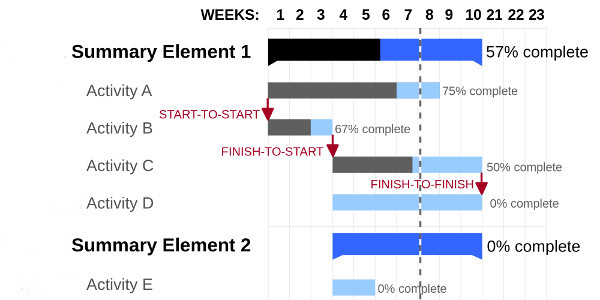 WEEKS: 1 2 3 4 5 6 7 8 9 10 21 22 23
Summary Element 1 57% complete
Activity A 75% complete
START-TO-START
Activity B 67% complete
FINISH-TO-START
Activity C 50% complete
FINISH-TO-FINISH
Activity D 0% complete
Summary Element 2 0% complete
Activity E 0% complete